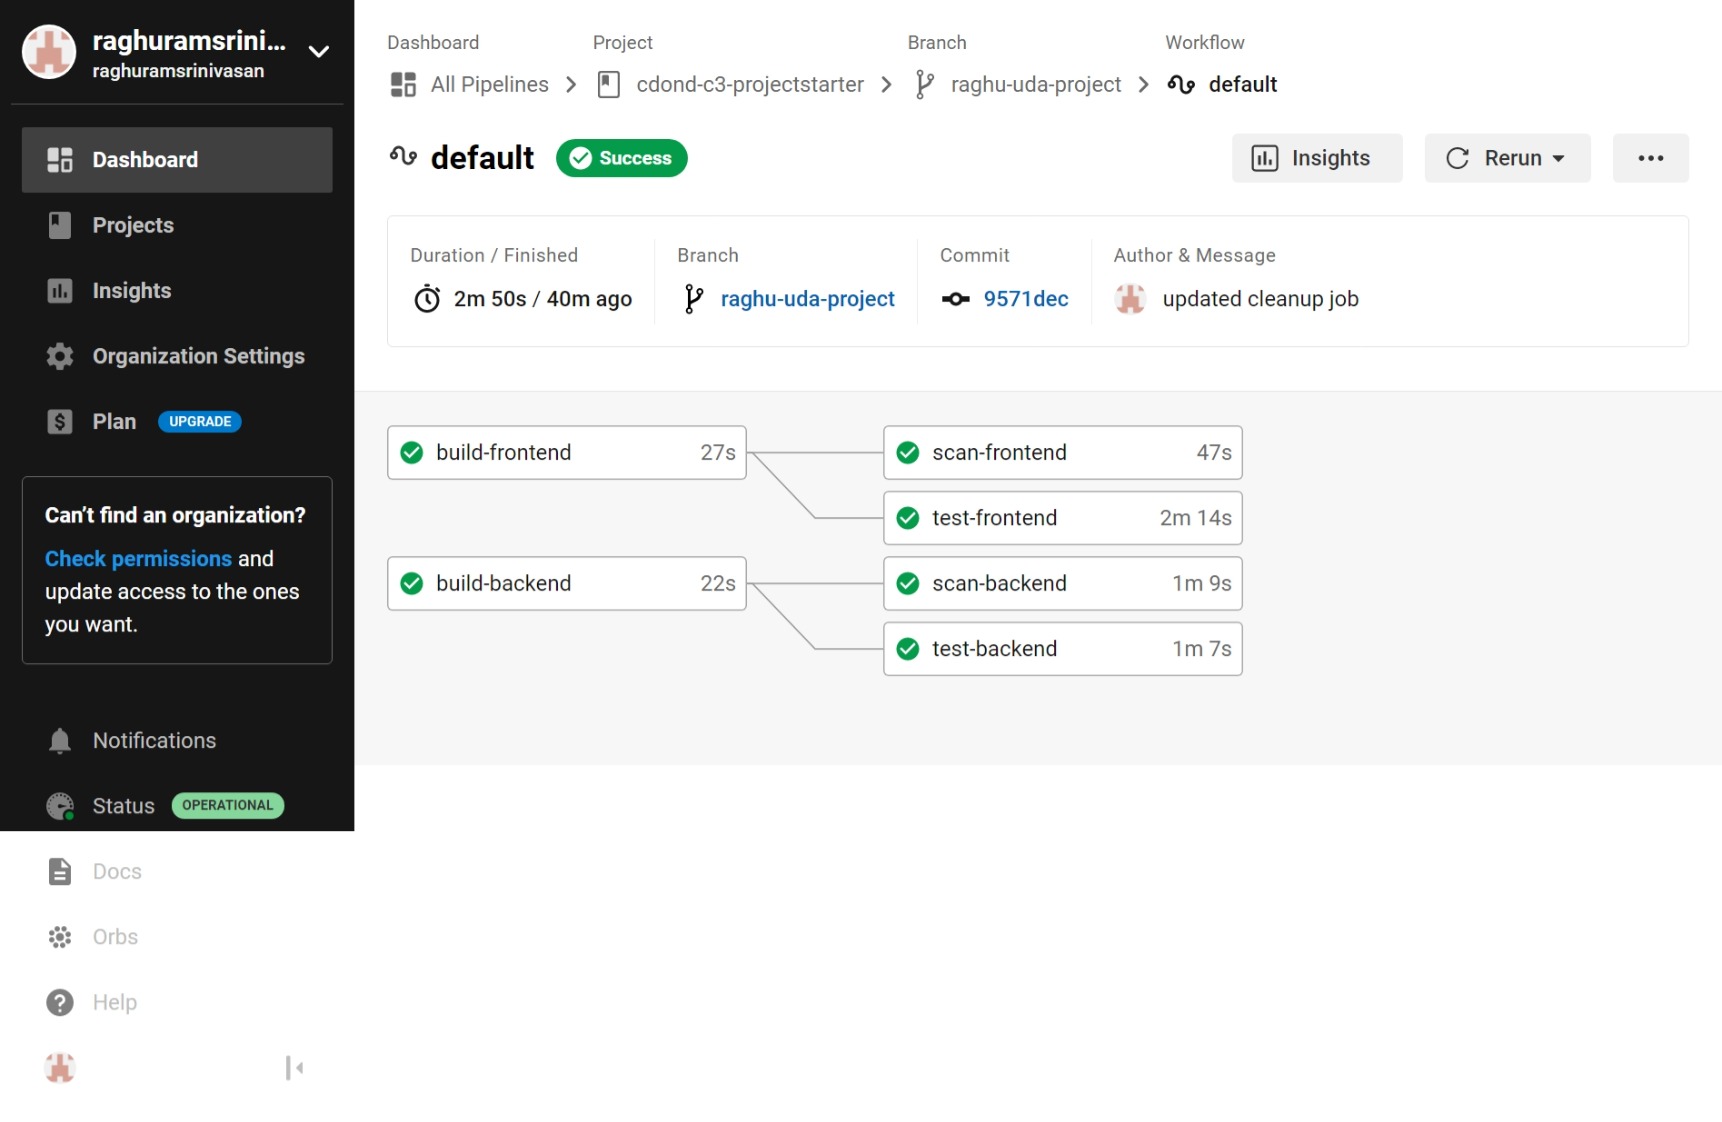 raghuramsrini...
raghuramsrinivasan
Dashboard
Projects
Insights
Organization Settings
Plan UPGRADE
Can't find an organization?
Check permissions and
update access to the ones
you want.
Notifications
Status OPERATIONAL
Docs
Orbs
Help
Dashboard Project Branch Workflow
All Pipelines cdond-c3-projectstarter raghu-uda-project default
default Success Insights Rerun
Duration / Finished Branch Commit Author & Message
2m 50s / 40m ago raghu-uda-project 9571dec updated cleanup job
build-frontend 27s scan-frontend 47s
test-frontend 2m 14s
build-backend 22s scan-backend 1m 9s
test-backend 1m 7s